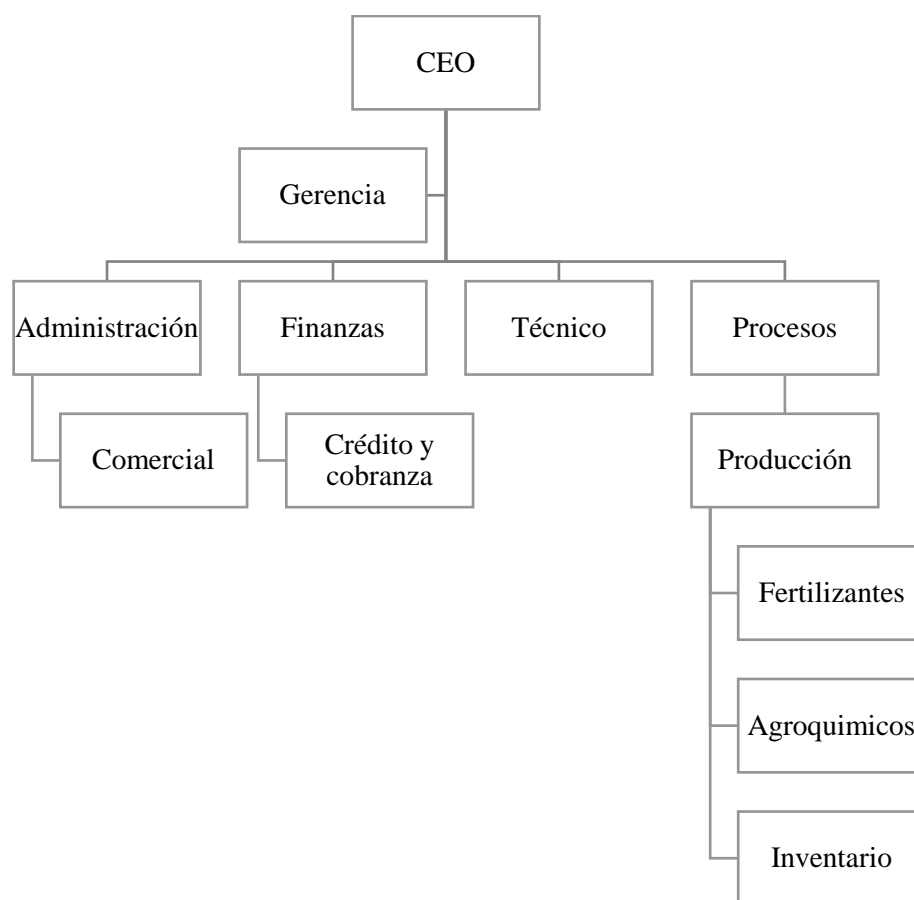 CEO
Gerencia
Administración
Finanzas
Técnico
Procesos
Comercial
Crédito y
cobranza
Producción
Fertilizantes
Agroquimicos
Inventario